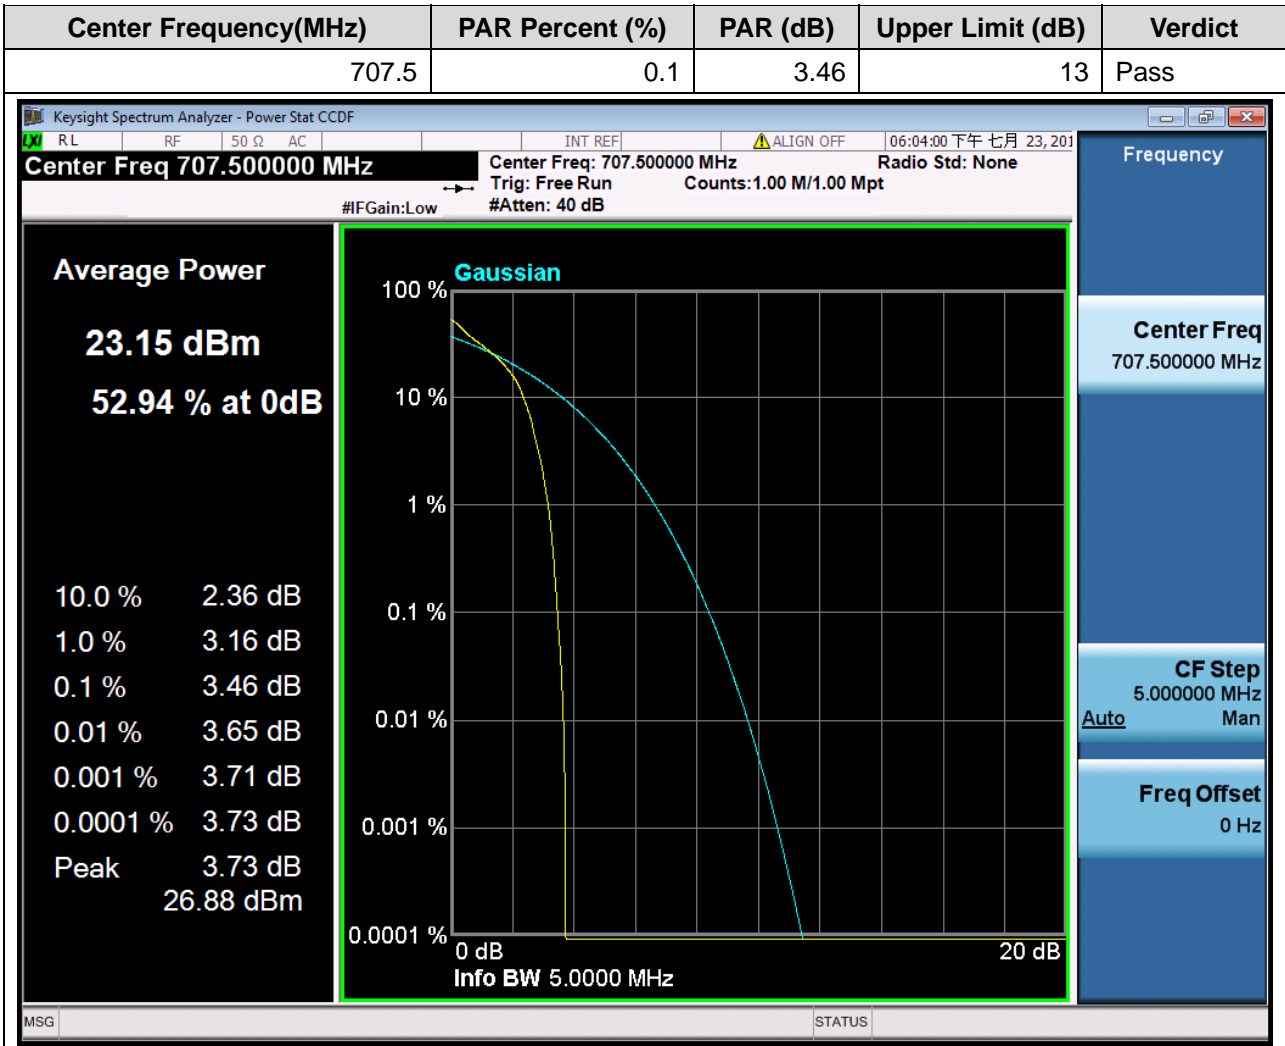 Center Frequency(MHz) PAR Percent (%) PAR (dB) Upper Limit (dB) Verdict
707.5 0.1 3.46 13 Pass
Keysight Spectrum Analyzer - Power Stat CCDF
LXI RL RF 50 Ω AC INT REF ALIGN OFF 06:04:00 下午 七月 23, 201
Center Freq 707.500000 MHz
Center Freq: 707.500000 MHz Radio Std: None
Trig: Free Run Counts:1.00 M/1.00 Mpt
#IFGain:Low #Atten: 40 dB
Average Power
23.15 dBm
52.94 % at 0dB
10.0 % 2.36 dB
1.0 % 3.16 dB
0.1 % 3.46 dB
0.01 % 3.65 dB
0.001 % 3.71 dB
0.0001 % 3.73 dB
Peak 3.73 dB
26.88 dBm
Gaussian
100 %
10 %
1 %
0.1 %
0.01 %
0.001 %
0.0001 %
0 dB 20 dB
Info BW 5.0000 MHz
Frequency
Center Freq
707.500000 MHz
CF Step
5.000000 MHz
Auto Man
Freq Offset
0 Hz
MSG STATUS